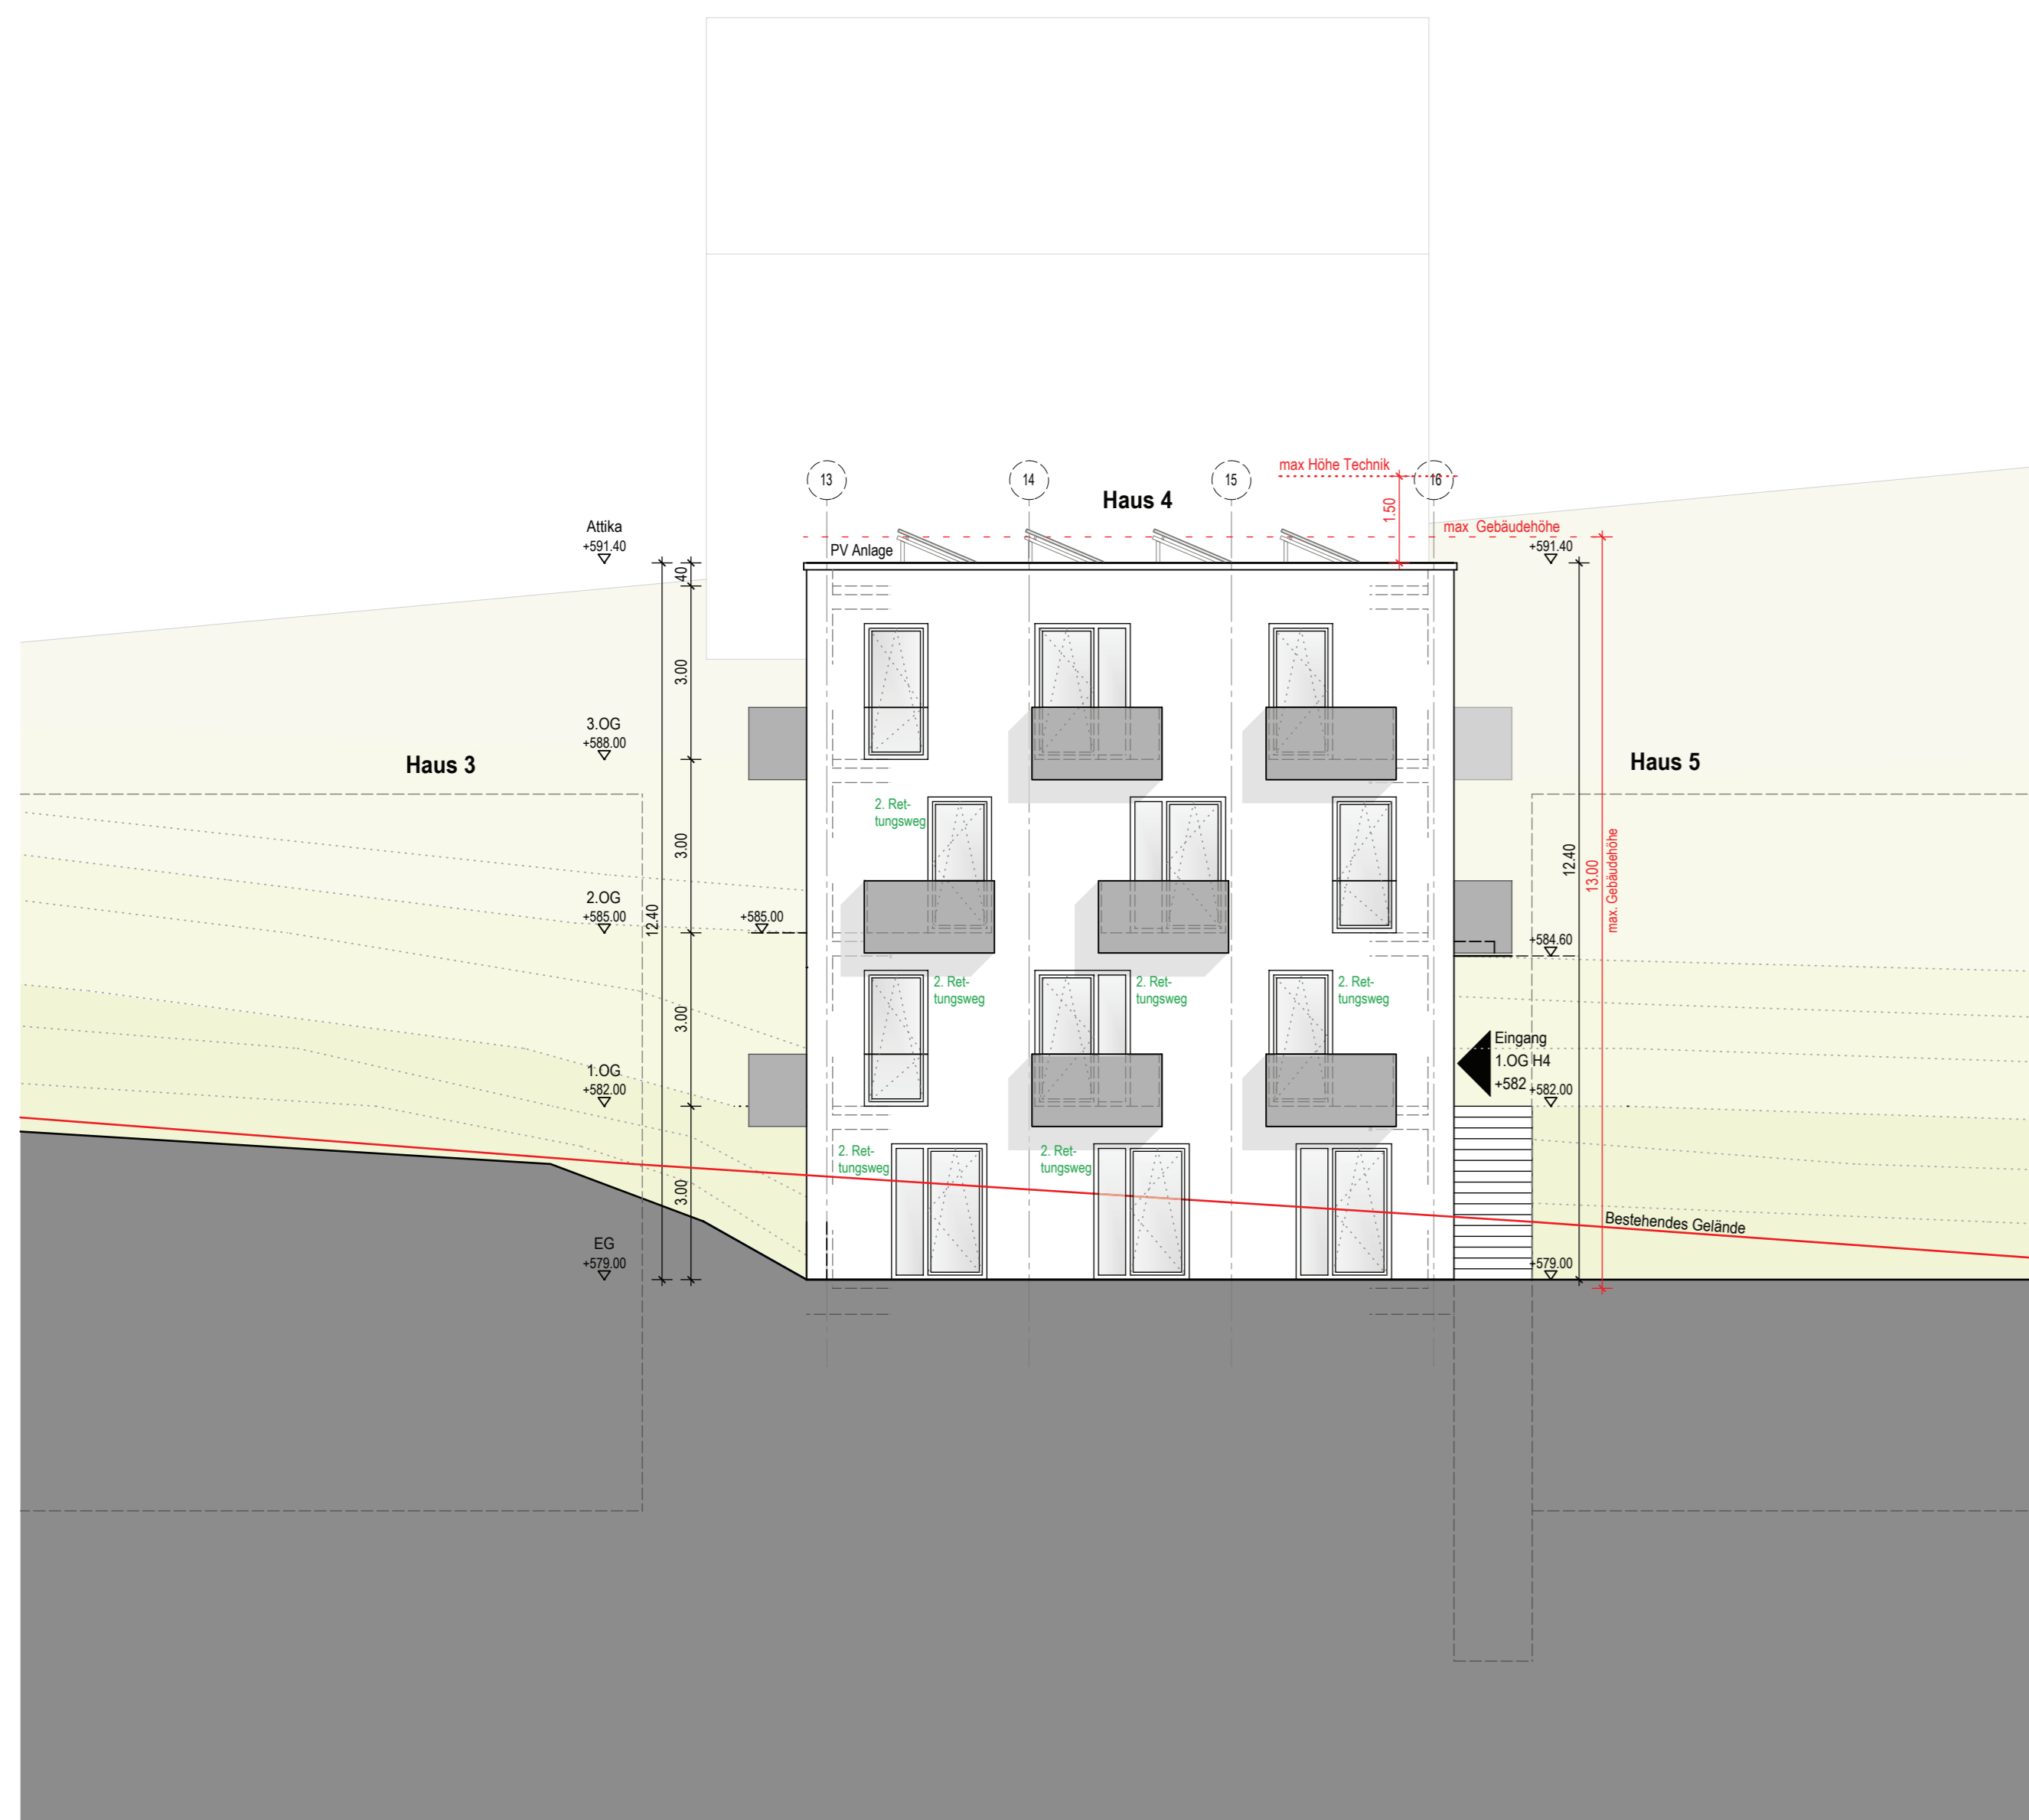 13
14
15
16
max Höhe Technik
Haus 4
1.50
Attika
+591.40
PV Anlage
max Gebäudehöhe
+591.40
40
3.00
3.OG
+588.00
Haus 3
Haus 5
2. Ret-
tungsweg
3.00
12.40
13.00
max. Gebäudehöhe
2.OG
+585.00
12.40
+585.00
+584.60
2. Ret-
tungsweg
2. Ret-
tungsweg
2. Ret-
tungsweg
3.00
Eingang
1.OG H4
+582
1.OG
+582.00
+582.00
2. Ret-
tungsweg
2. Ret-
tungsweg
3.00
Bestehendes Gelände
EG
+579.00
+579.00